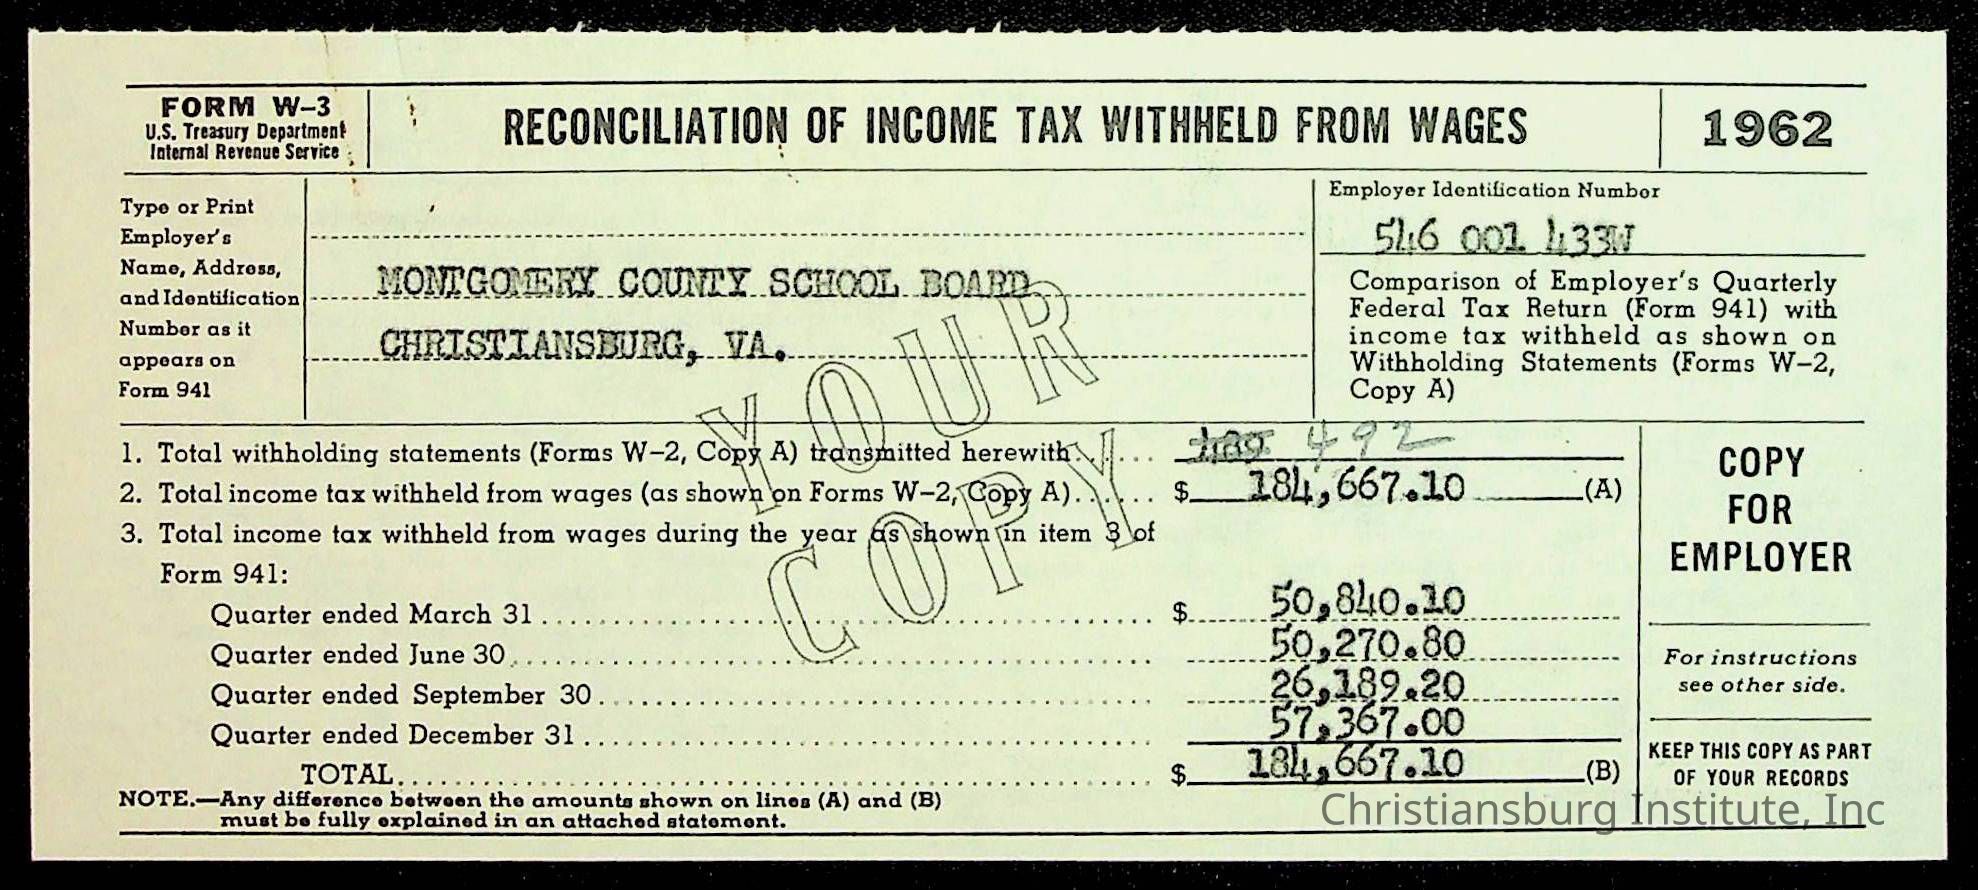 FORM W-3
U.S. Treasury Department
Internal Revenue Service
RECONCILIATION OF INCOME TAX WITHHELD FROM WAGES
1962
Type or Print
Employer's
Name, Address,
and Identification
Number as it
appears on
Form 941
MONTGOMERY COUNTY SCHOOL BOARD
CHRISTIANSBURG, VA.
Employer Identification Number
546 001 433W
Comparison of Employer's Quarterly
Federal Tax Return (Form 941) with
income tax withheld as shown on
Withholding Statements (Forms W-2,
Copy A)
YOUR
COPY
1. Total withholding statements (Forms W-2, Copy A) transmitted herewith..... 492
2. Total income tax withheld from wages (as shown on Forms W-2, Copy A)...... $ 184,667.10 (A)
3. Total income tax withheld from wages during the year as shown in item 3 of
Form 941:
Quarter ended March 31 ........ $ 50,840.10
Quarter ended June 30 ........ 50,270.80
Quarter ended September 30 ........ 26,189.20
Quarter ended December 31 ........ 57,367.00
TOTAL ........ $ 184,667.10 (B)
NOTE.—Any difference between the amounts shown on lines (A) and (B)
must be fully explained in an attached statement.
COPY
FOR
EMPLOYER
For instructions
see other side.
KEEP THIS COPY AS PART
OF YOUR RECORDS
Christiansburg Institute, Inc